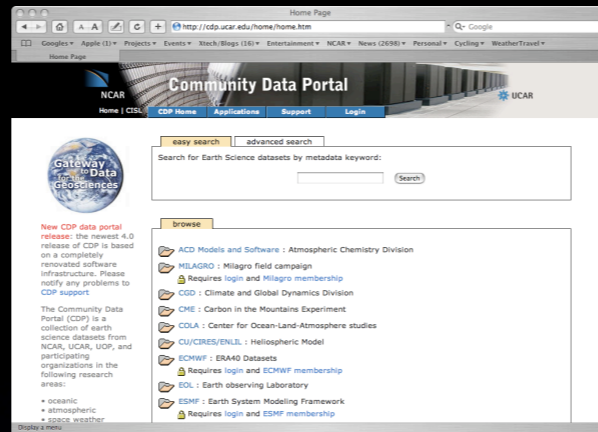 Home Page
A A
http://cdp.ucar.edu/home/home.htm
Google
Googles Apple (1) Projects Events Xtech/Blogs (16) Entertainment NCAR News (2698) Personal Cycling WeatherTravel
Home Page
NCAR
Community Data Portal
UCAR
Home | CISL
CDP Home Applications Support Login
Gateway
to Data
for the
Geosciences
easy search advanced search
Search for Earth Science datasets by metadata keyword:
Search
New CDP data portal
release: the newest 4.0
release of CDP is based
on a completely
renovated software
infrastructure. Please
notify any problems to
CDP support
The Community Data
Portal (CDP) is a
collection of earth
science datasets from
NCAR, UCAR, UOP, and
participating
organizations in the
following research
areas:
• oceanic
• atmospheric
• space weather
browse
ACD Models and Software : Atmospheric Chemistry Division
MILAGRO : Milagro field campaign
Requires login and Milagro membership
CGD : Climate and Global Dynamics Division
CME : Carbon in the Mountains Experiment
COLA : Center for Ocean-Land-Atmosphere studies
CU/CIRES/ENLIL : Heliospheric Model
ECMWF : ERA40 Datasets
Requires login and ECMWF membership
EOL : Earth observing Laboratory
ESMF : Earth System Modeling Framework
Requires login and ESMF membership
Display a menu